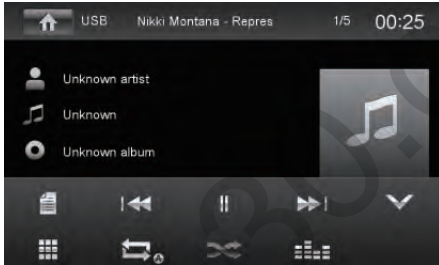 USB Nikki Montana - Repres 1/5 00:25
Unknown artist
Unknown
Unknown album